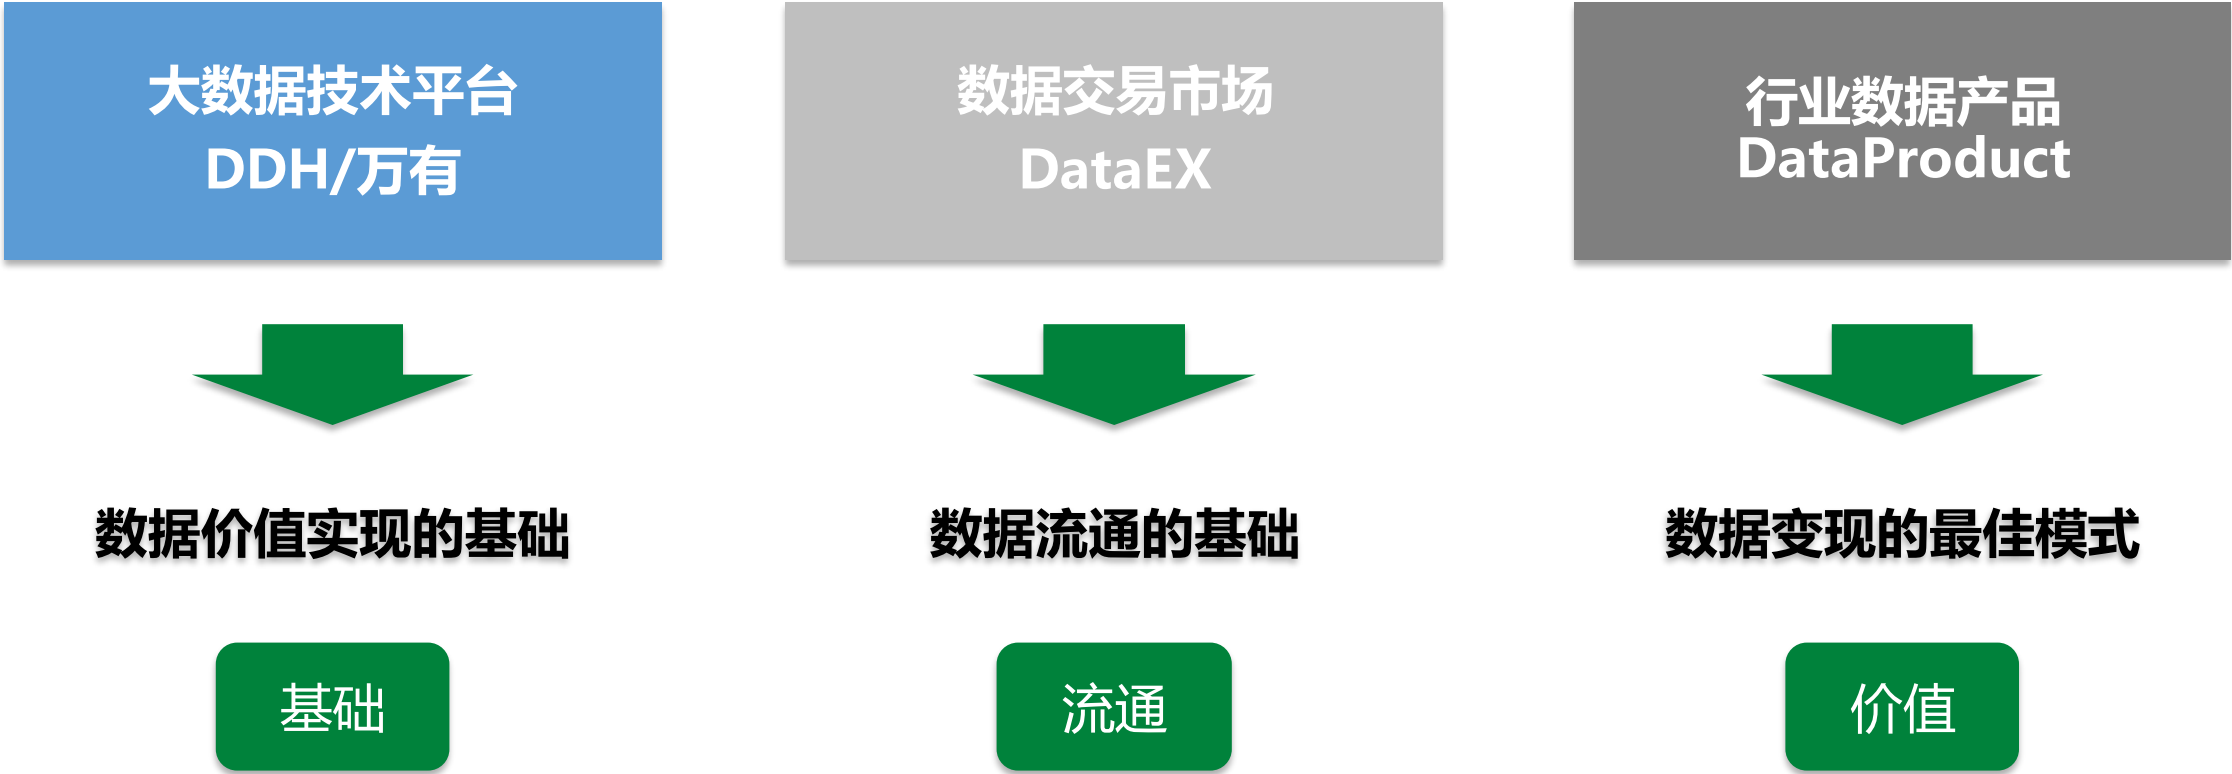 大数据技术平台
DDH/万有
数据交易市场
DataEX
行业数据产品
DataProduct
数据价值实现的基础
数据流通的基础
数据变现的最佳模式
基础
流通
价值